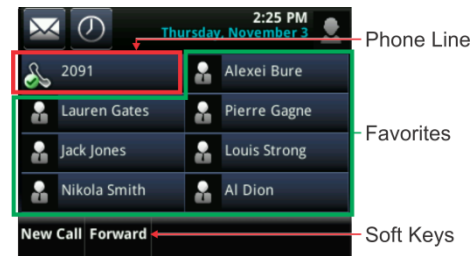 2:25 PM
Thursday, November 3
Phone Line
2091
Alexei Bure
Lauren Gates
Pierre Gagne
Favorites
Jack Jones
Louis Strong
Nikola Smith
Al Dion
New Call Forward
Soft Keys